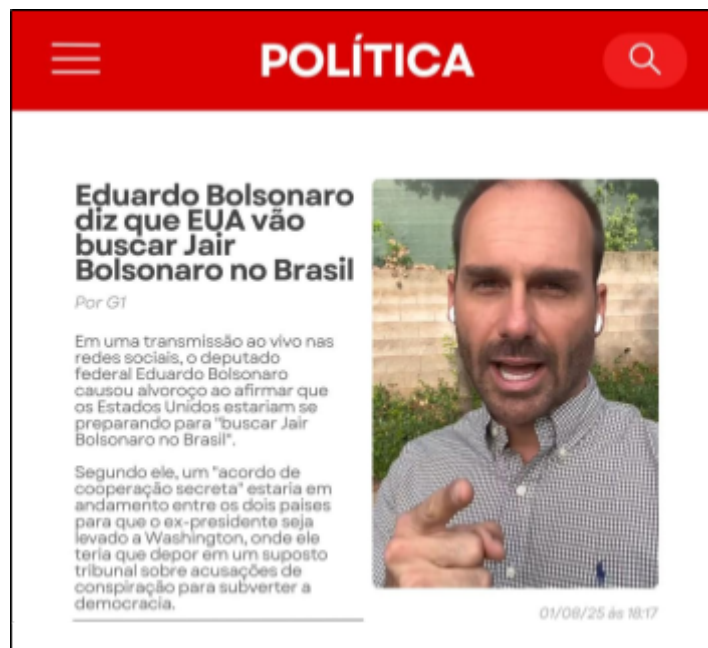 POLÍTICA
Eduardo Bolsonaro
diz que EUA vão
buscar Jair
Bolsonaro no Brasil
Por G1
Em uma transmissão ao vivo nas
redes sociais, o deputado
federal Eduardo Bolsonaro
causou alvoroço ao afirmar que
os Estados Unidos estariam se
preparando para "buscar Jair
Bolsonaro no Brasil".
Segundo ele, um "acordo de
cooperação secreta" estaria em
andamento entre os dois países
para que o ex-presidente seja
levado a Washington, onde ele
teria que depor em um suposto
tribunal sobre acusações de
conspiração para subverter a
democracia.
01/08/25 às 18:17